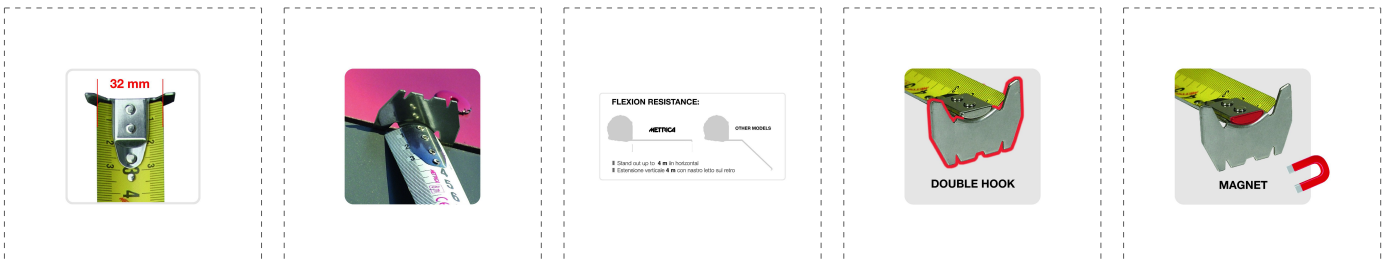 32 mm
FLEXION RESISTANCE:
METRICA
OTHER MODELS
Stand out up to 4 m iin horizontal
Estensione verticale 4 m con nastro letto sul retro
DOUBLE HOOK
MAGNET